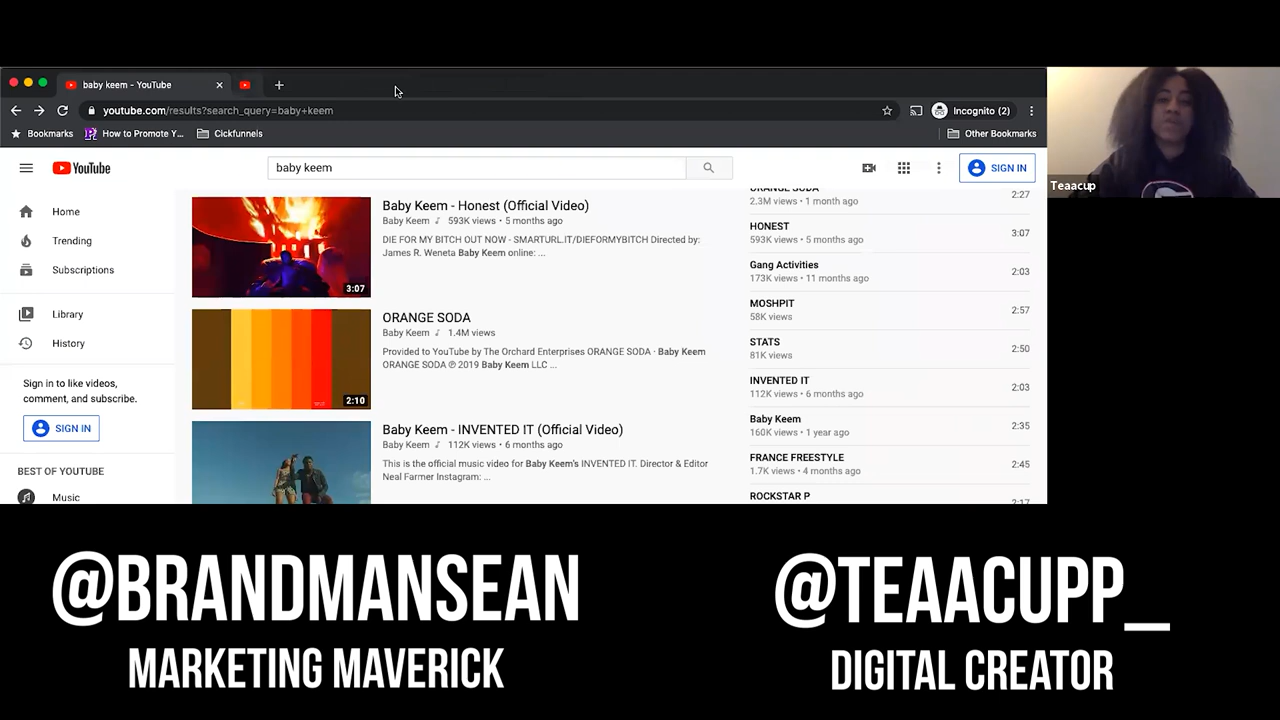 baby keem - YouTube
youtube.com/results?search_query=baby+keem
Incognito (2)
Bookmarks
How to Promote Y...
Clickfunnels
Other Bookmarks
YouTube
baby keem
SIGN IN
Teaacup
Home
Trending
Subscriptions
Library
History
Sign in to like videos,
comment, and subscribe.
SIGN IN
BEST OF YOUTUBE
Music
3:07
Baby Keem - Honest (Official Video)
Baby Keem 593K views • 5 months ago
DIE FOR MY BITCH OUT NOW - SMARTURL.IT/DIEFORMYBITCH Directed by:
James R. Weneta Baby Keem online: ...
2:10
ORANGE SODA
Baby Keem 1.4M views
Provided to YouTube by The Orchard Enterprises ORANGE SODA · Baby Keem
ORANGE SODA ℗ 2019 Baby Keem LLC ...
Baby Keem - INVENTED IT (Official Video)
Baby Keem 112K views • 6 months ago
This is the official music video for Baby Keem's INVENTED IT. Director & Editor
Neal Farmer Instagram: ...
ORANGE SODA
2.3M views • 1 month ago
2:27
HONEST
593K views • 5 months ago
3:07
Gang Activities
173K views • 11 months ago
2:03
MOSHPIT
58K views
2:57
STATS
81K views
2:50
INVENTED IT
112K views • 6 months ago
2:03
Baby Keem
160K views • 1 year ago
2:35
FRANCE FREESTYLE
1.7K views • 4 months ago
2:45
ROCKSTAR P
2:17
@BRANDMANSEAN
MARKETING MAVERICK
@TEAACUPP_
DIGITAL CREATOR